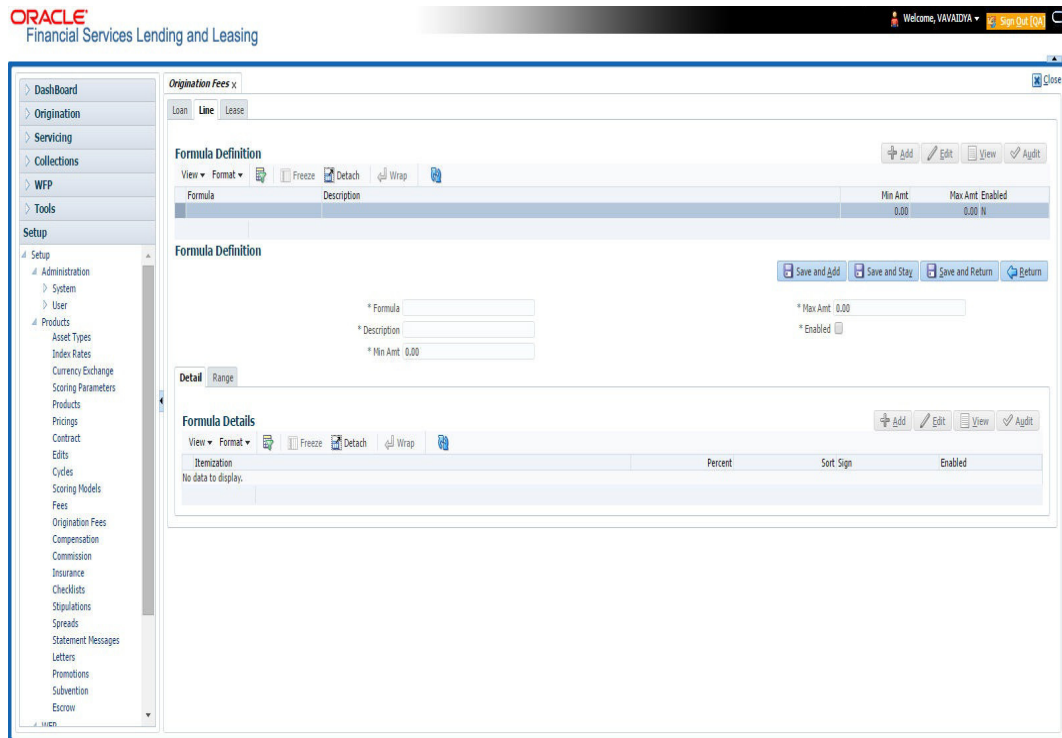 ORACLE'
Financial Services Lending and Leasing
Welcome, VAVAIDYA
Sign Out [QA]
DashBoard
Origination
Servicing
Collections
WFP
Tools
Setup
Setup
Administration
System
User
Products
Asset Types
Index Rates
Currency Exchange
Scoring Parameters
Products
Pricings
Contract
Edits
Cycles
Scoring Models
Fees
Origination Fees
Compensation
Commission
Insurance
Checklists
Stipulations
Spreads
Statement Messages
Letters
Promotions
Subvention
Escrow
WFP
Origination Fees x
Close
Loan Line Lease
Formula Definition
Add Edit View Audit
View Format Freeze Detach Wrap
Formula Description Min Amt Max Amt Enabled
0.00 0.00 N
Formula Definition
Save and Add Save and Stay Save and Return Return
* Formula
* Max Amt 0.00
* Description
* Enabled
* Min Amt 0.00
Detail Range
Formula Details
Add Edit View Audit
View Format Freeze Detach Wrap
Itemization Percent Sort Sign Enabled
No data to display.